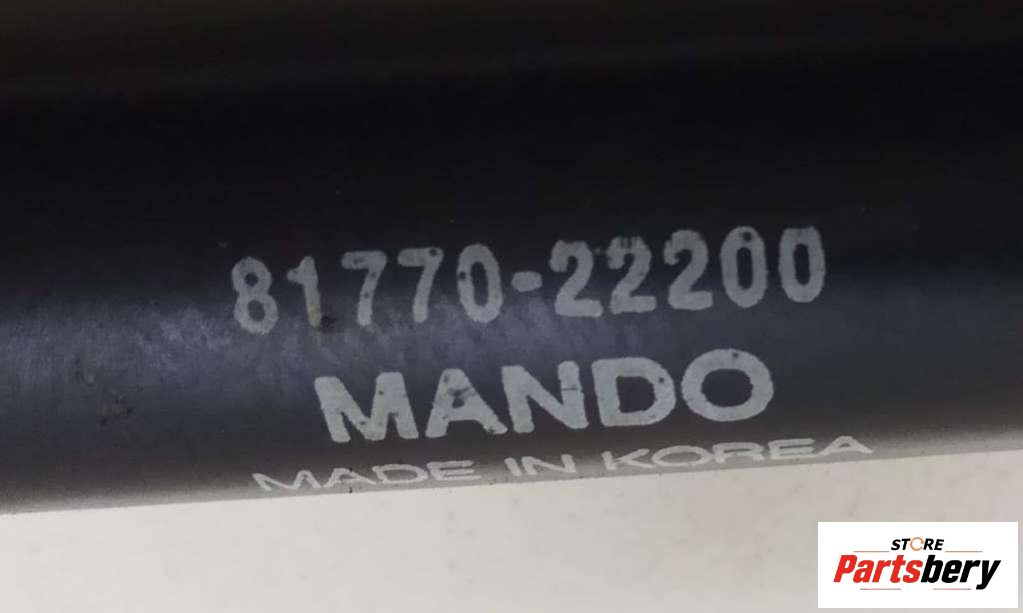 81770-22200
MANDO
MADE IN KOREA
STORE
Partsbery